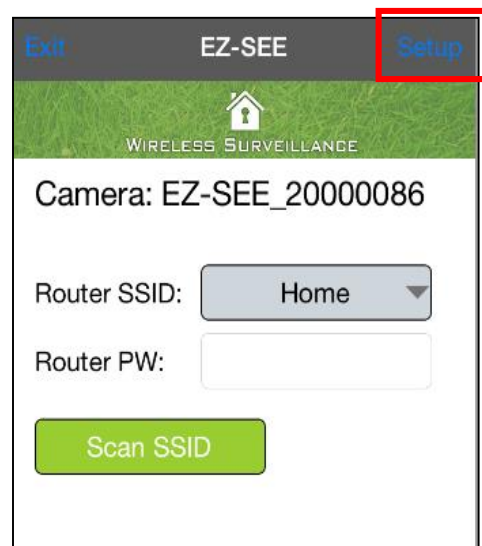 Exit EZ-SEE Setup
WIRELESS SURVEILLANCE
Camera: EZ-SEE_20000086
Router SSID: Home
Router PW:
Scan SSID